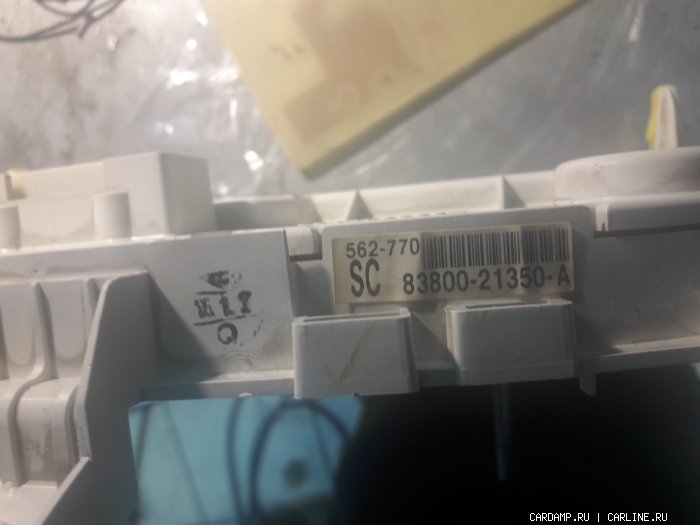 562-770
SC 83800-21350-A
Q
CARDAMP.RU | CARLINE.RU